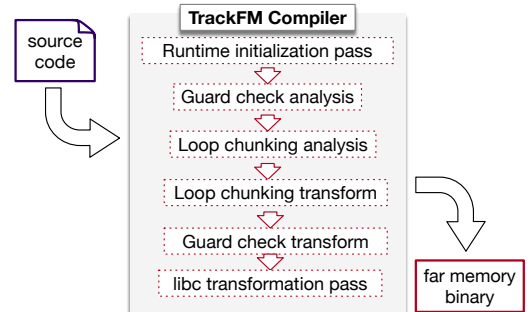 TrackFM Compiler
source
code
Runtime initialization pass
Guard check analysis
Loop chunking analysis
Loop chunking transform
Guard check transform
libc transformation pass
far memory
binary